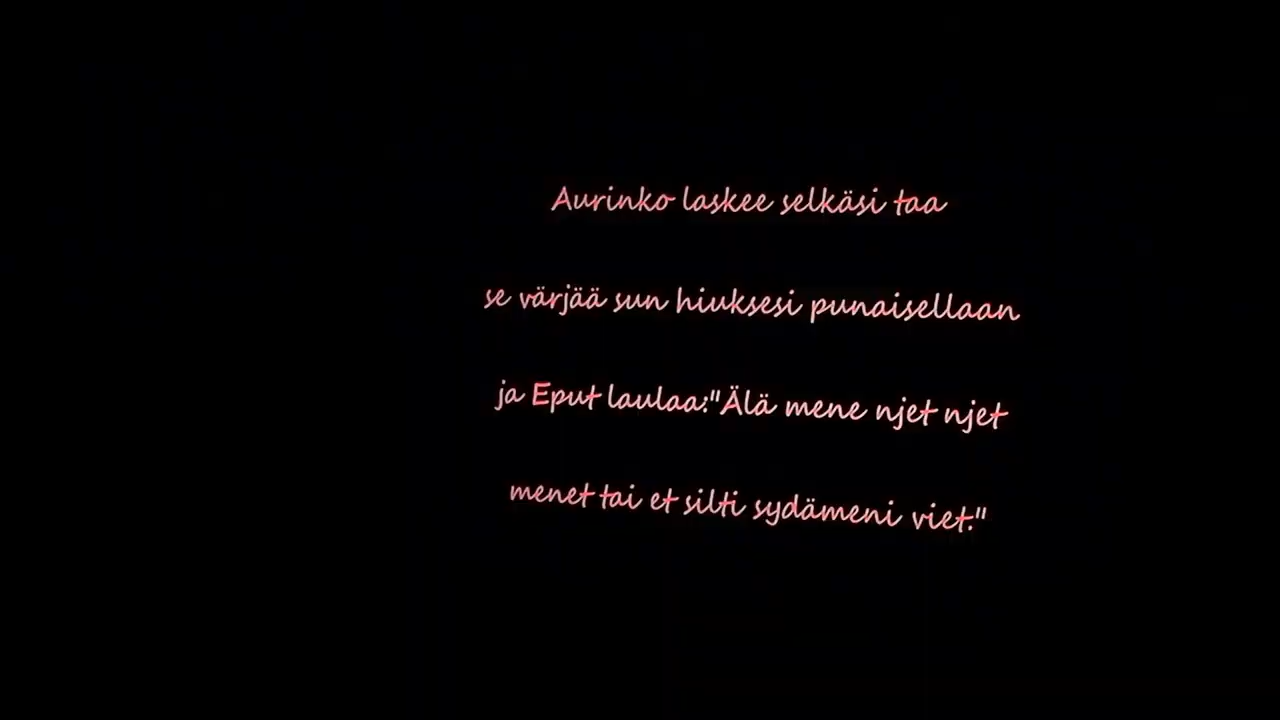 Aurinko laskee selkäsi taa
se värjää sun hiuksesi punaisellaan
ja Eput laulaa:"Älä mene njet njet
menet tai et silti sydämeni viet."